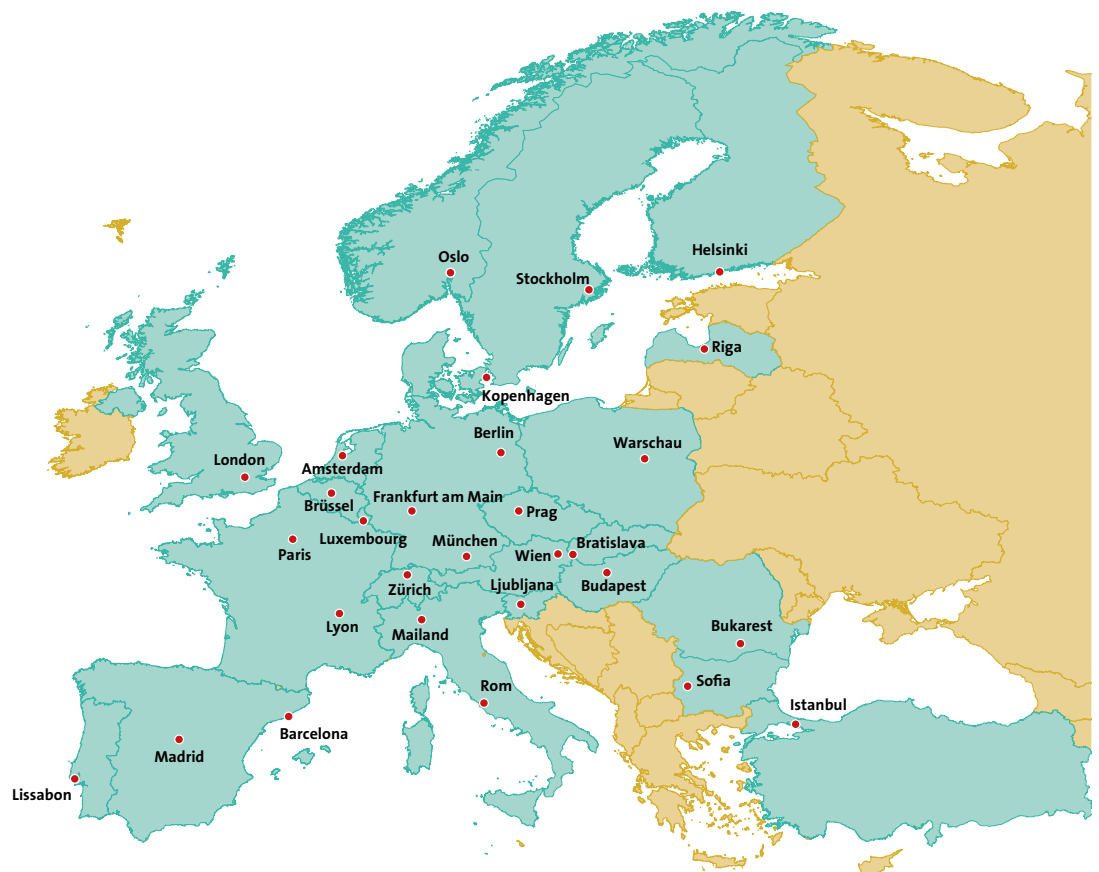 Oslo
Helsinki
Stockholm
Riga
Kopenhagen
Berlin
Warschau
London
Amsterdam
Frankfurt am Main
Brüssel
Prag
Luxembourg
München
Bratislava
Paris
Wien
Ljubljana
Budapest
Zürich
Lyon
Bukarest
Mailand
Sofia
Rom
Istanbul
Barcelona
Madrid
Lissabon